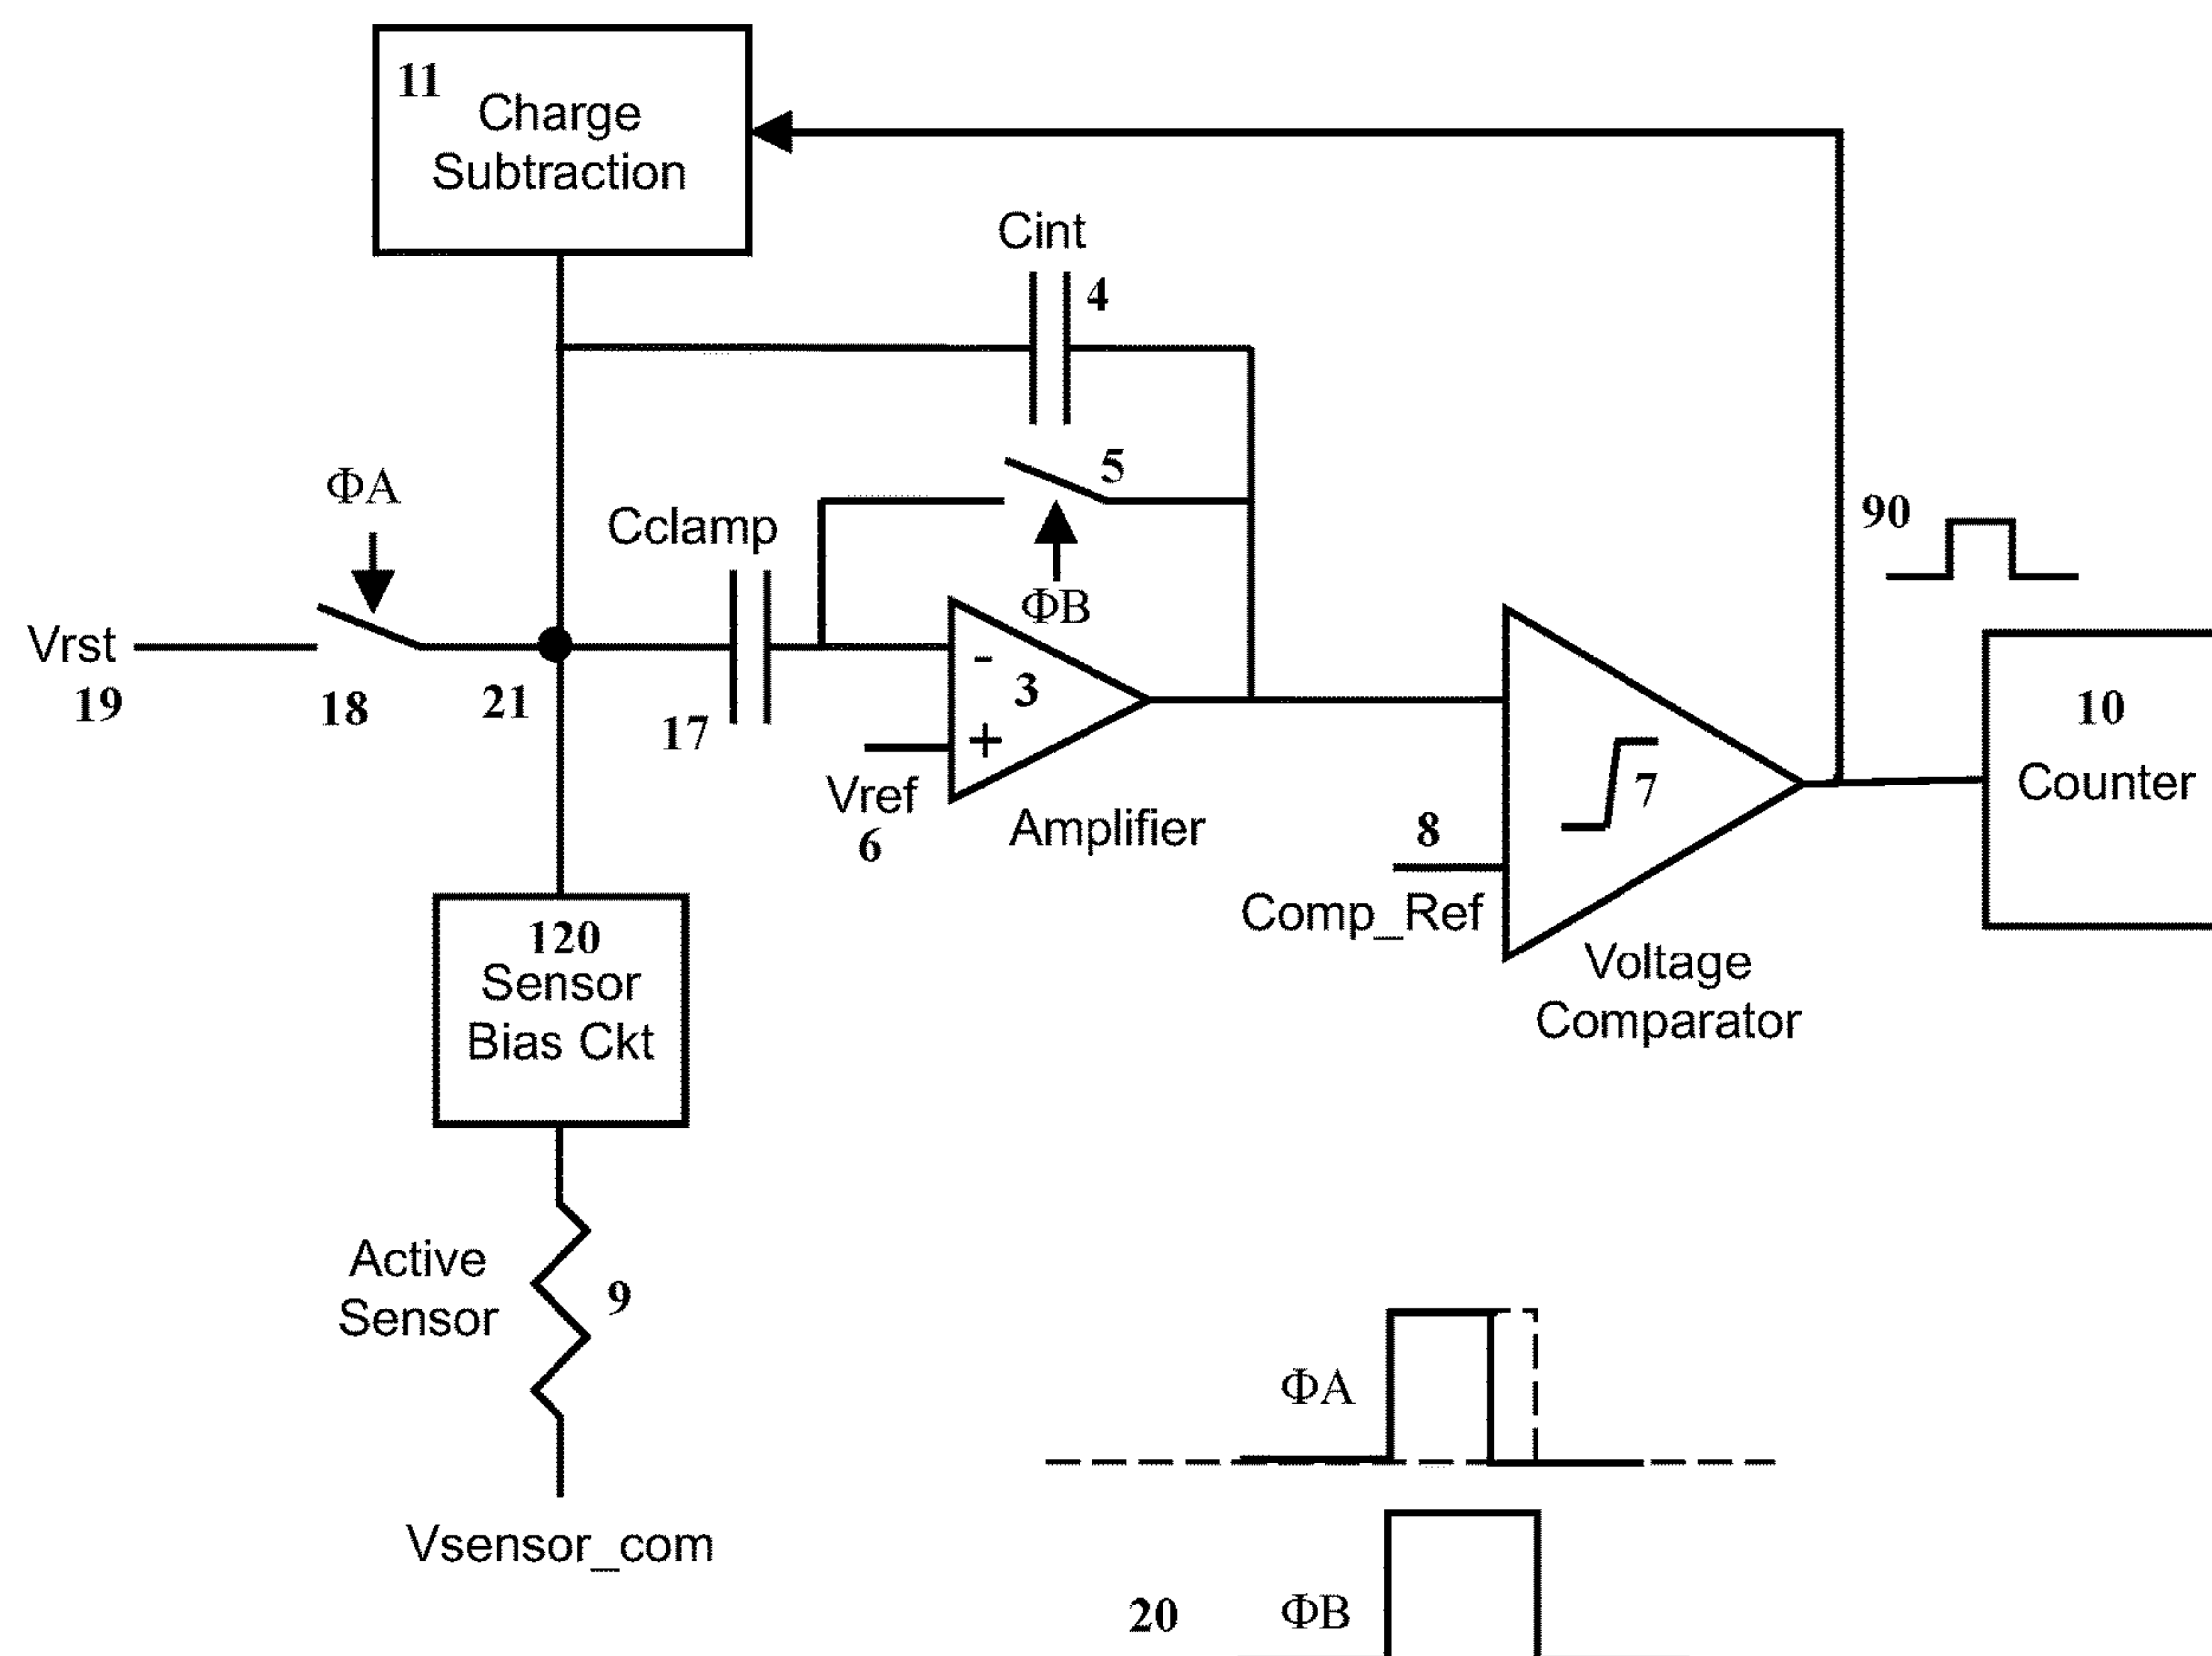 11
Charge
Subtraction
Cint
4
5
ΦA
Cclamp
90
ΦB
Vrst
19
18
21
17
-
3
+
Vref
6
Amplifier
7
8
Comp_Ref
Voltage
Comparator
10
Counter
120
Sensor
Bias Ckt
Active
Sensor
9
Vsensor_com
ΦA
20
ΦB